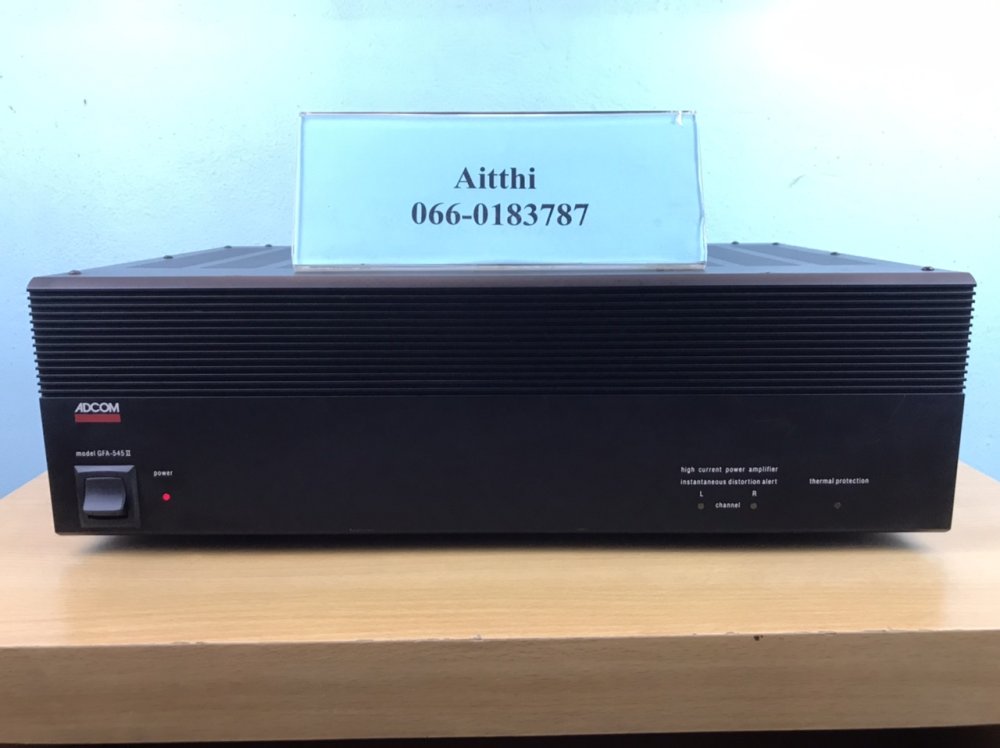 Aitthi
066-0183787
ADCOM
model GFA-545 II
power
high current power amplifier
instantaneous distortion alert
L R
channel
thermal protection